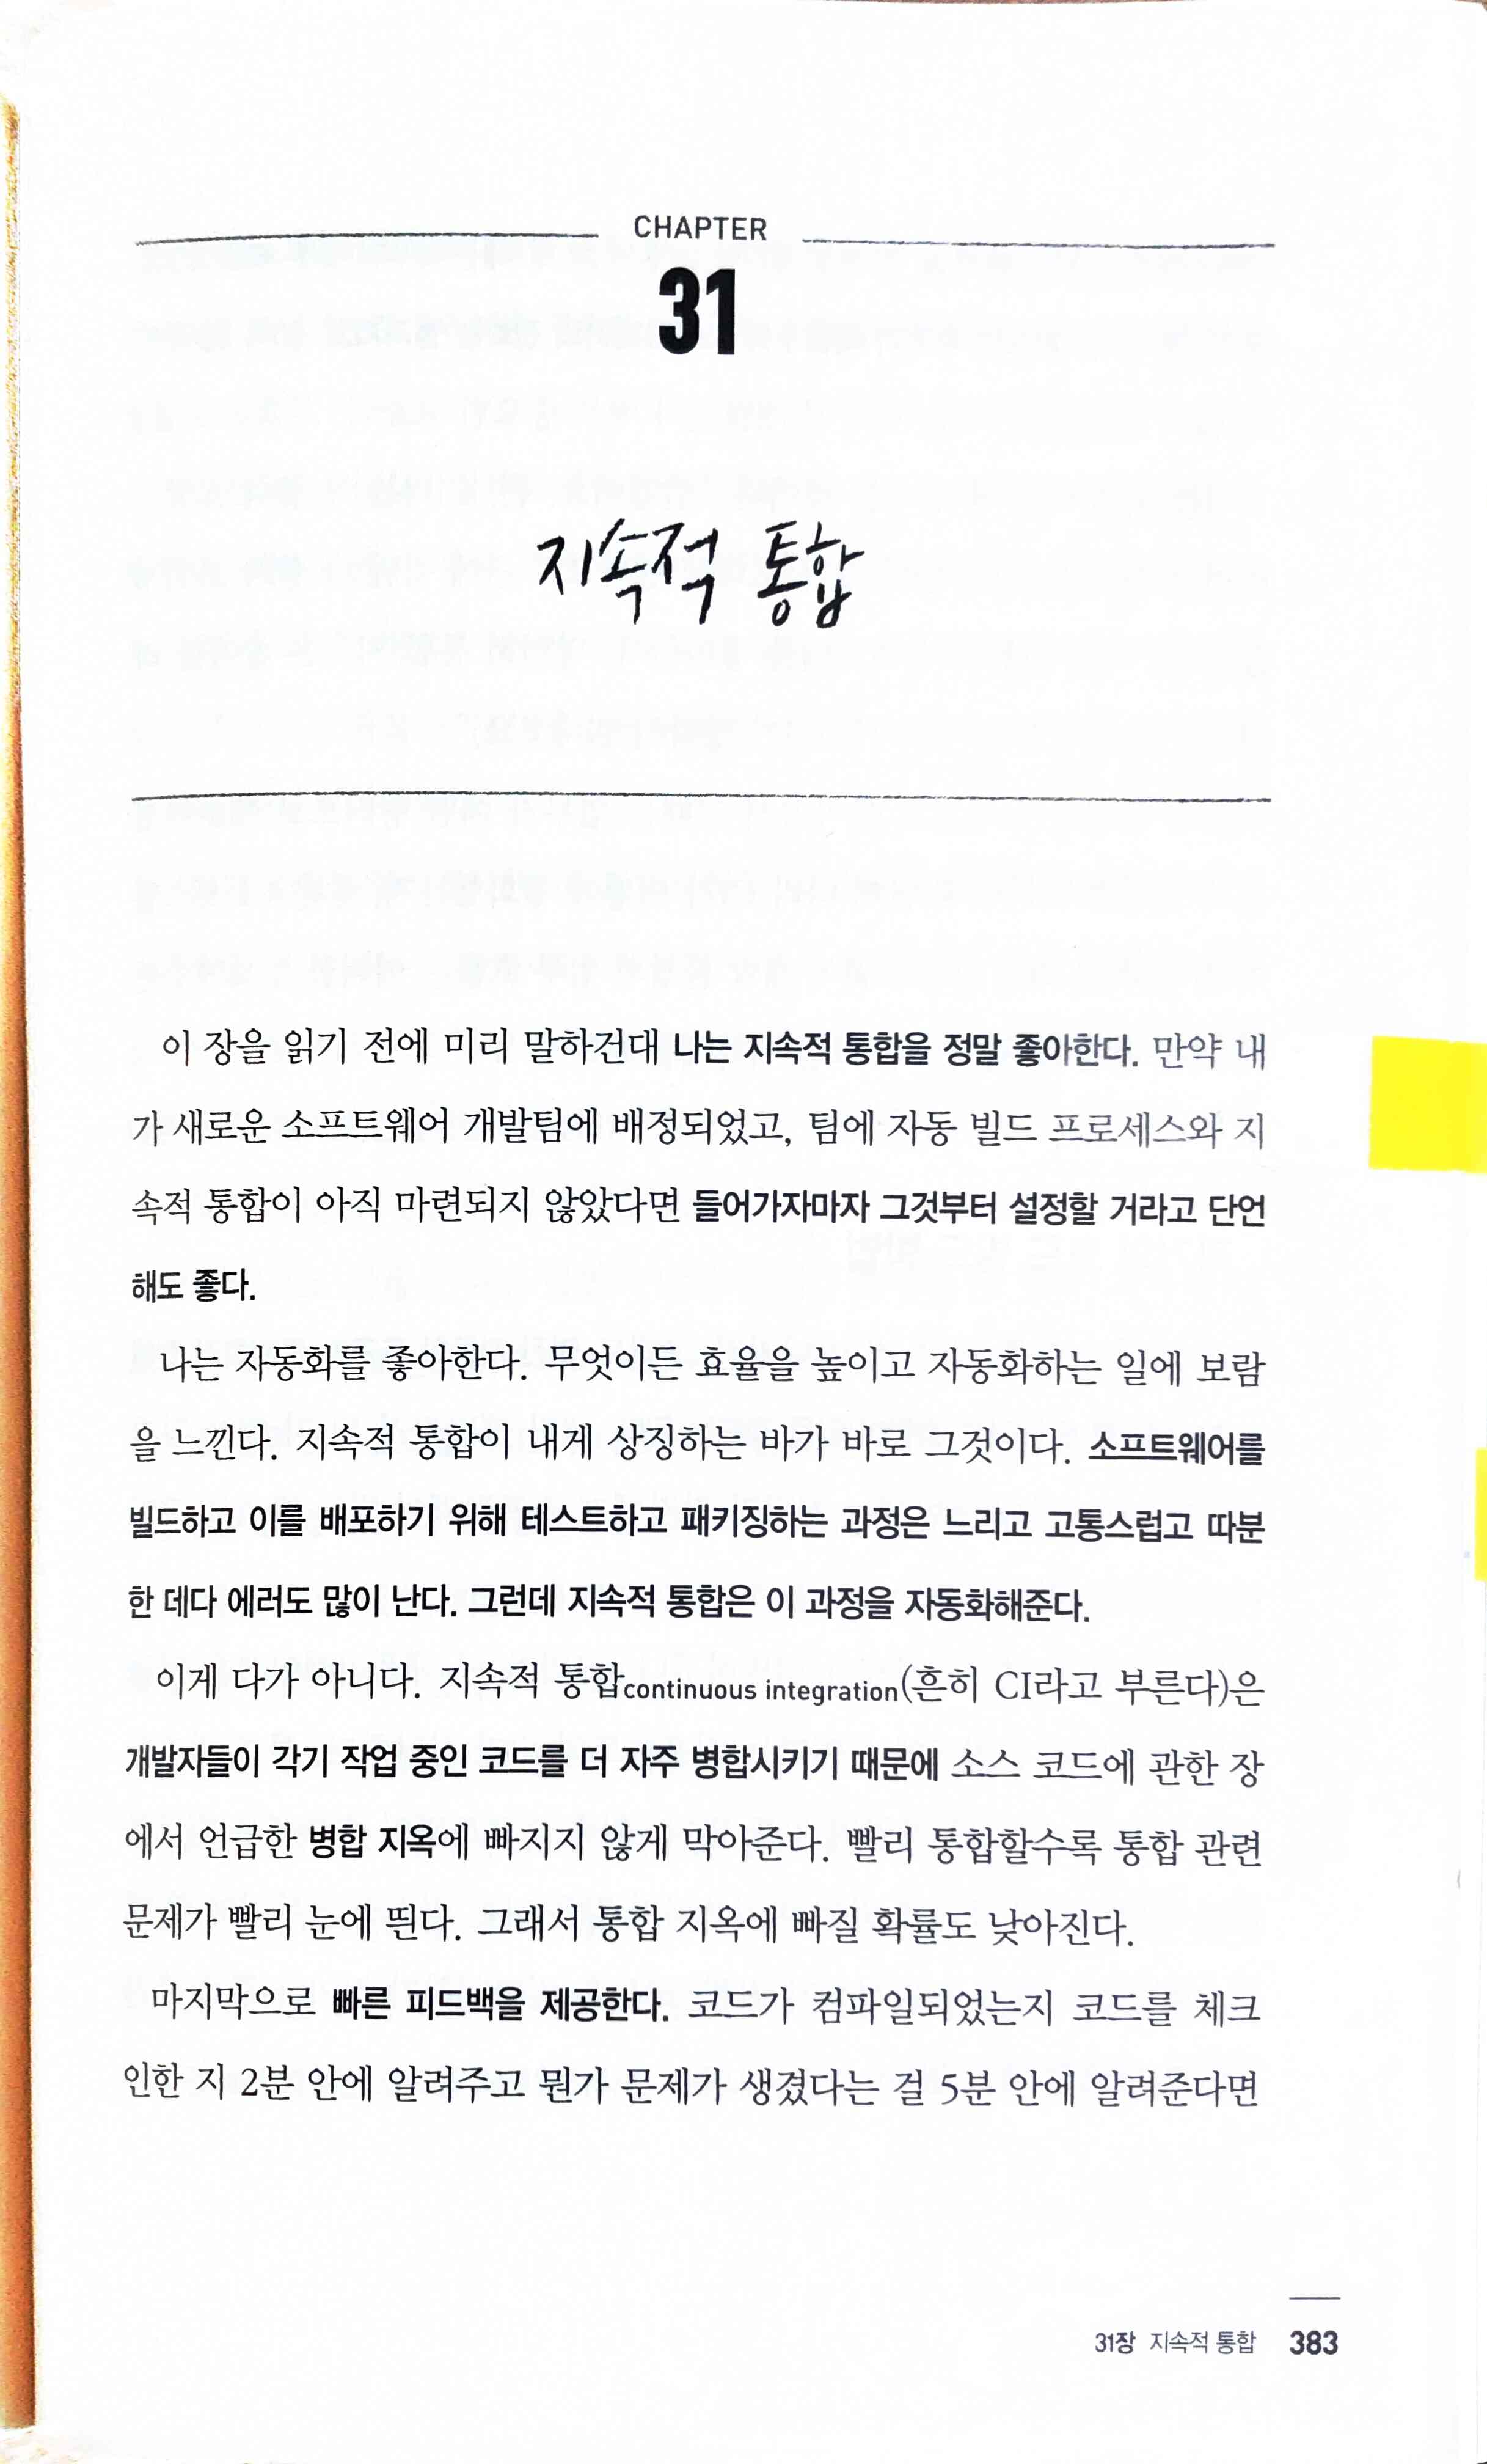 CHAPTER
31
지속적 통합
이 장을 읽기 전에 미리 말하건대 나는 지속적 통합을 정말 좋아한다. 만약 내
가 새로운 소프트웨어 개발팀에 배정되었고, 팀에 자동 빌드 프로세스와 지
속적 통합이 아직 마련되지 않았다면 들어가자마자 그것부터 설정할 거라고 단언
해도 좋다.
나는 자동화를 좋아한다. 무엇이든 효율을 높이고 자동화하는 일에 보람
을 느낀다. 지속적 통합이 내게 상징하는 바가 바로 그것이다. 소프트웨어를
빌드하고 이를 배포하기 위해 테스트하고 패키징하는 과정은 느리고 고통스럽고 따분
한 데다 에러도 많이 난다. 그런데 지속적 통합은 이 과정을 자동화해준다.
이게 다가 아니다. 지속적 통합continuous integration(흔히 CI라고 부른다)은
개발자들이 각기 작업 중인 코드를 더 자주 병합시키기 때문에 소스 코드에 관한 장
에서 언급한 병합 지옥에 빠지지 않게 막아준다. 빨리 통합할수록 통합 관련
문제가 빨리 눈에 띈다. 그래서 통합 지옥에 빠질 확률도 낮아진다.
마지막으로 빠른 피드백을 제공한다. 코드가 컴파일되었는지 코드를 체크
인한 지 2분 안에 알려주고 뭔가 문제가 생겼다는 걸 5분 안에 알려준다면
31장 지속적 통합 383